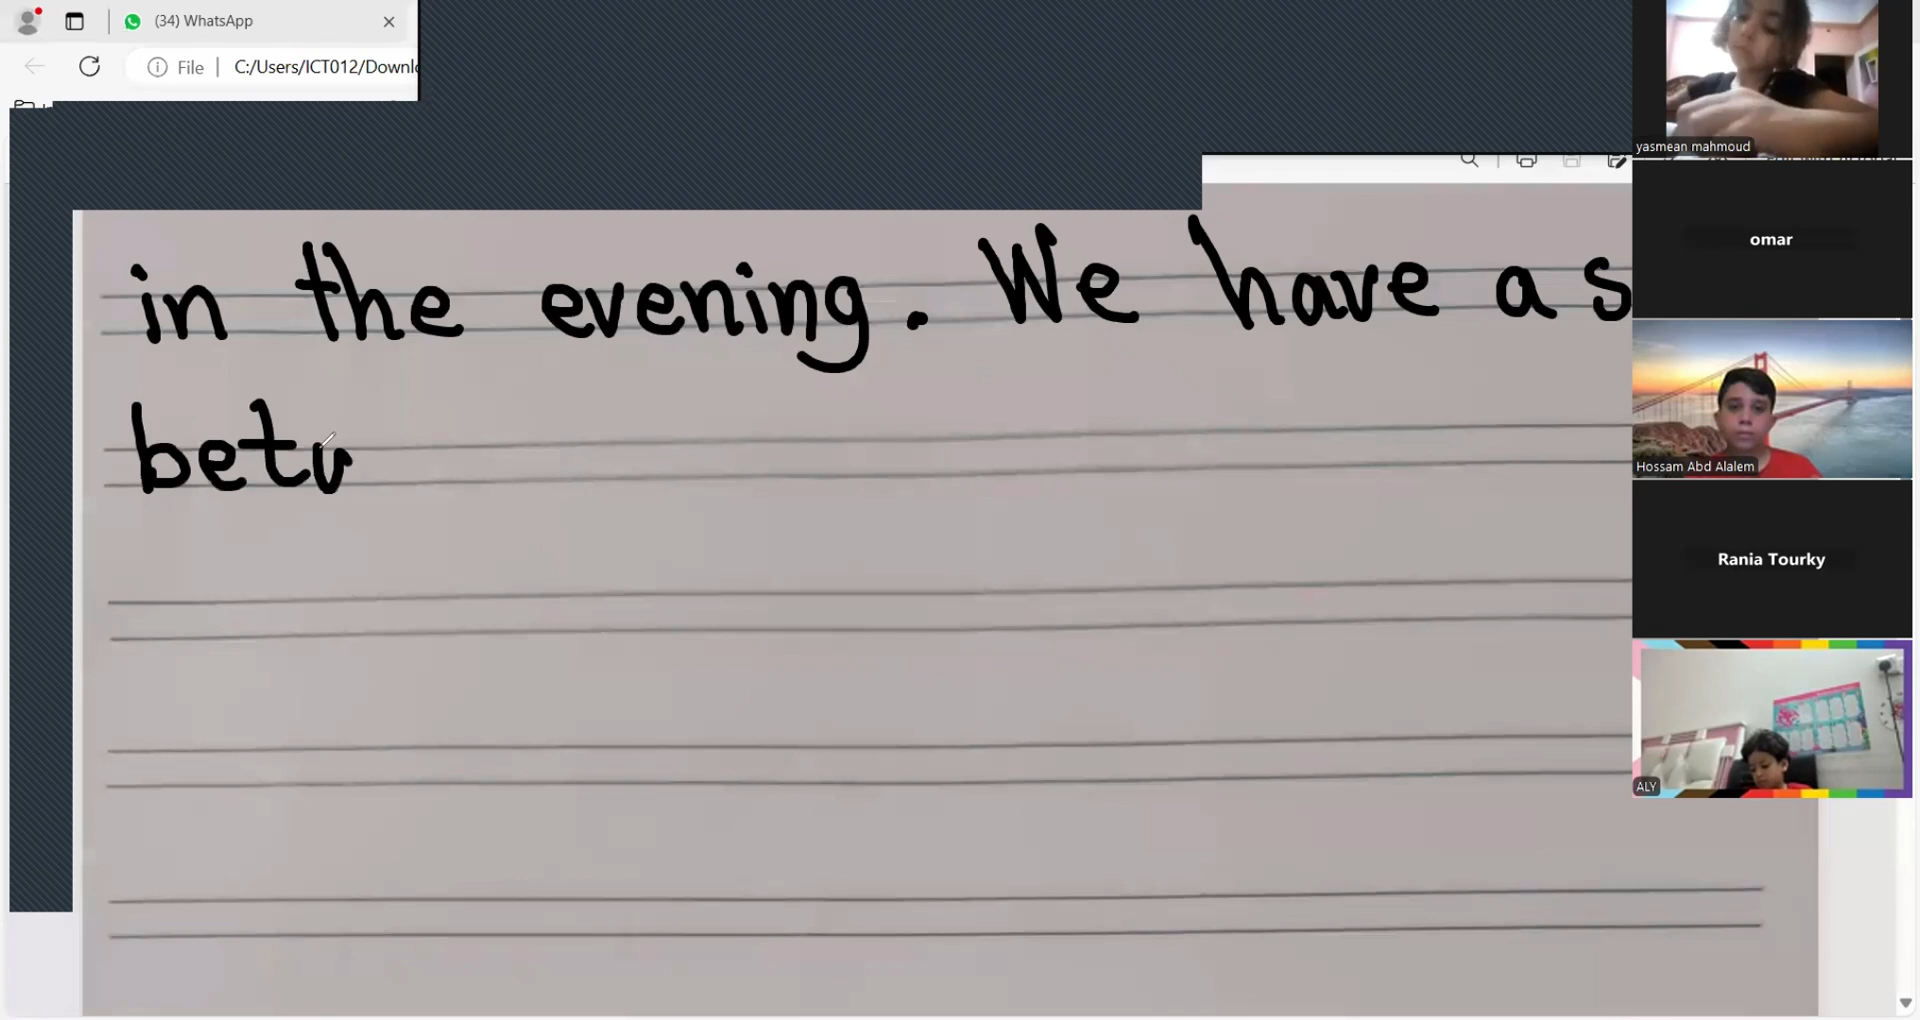 (34) WhatsApp
File
C:/Users/ICT012/Downl
yasmean mahmoud
omar
in the evening. We have a s
Hossam Abd Alalem
betu
Rania Tourky
ALY